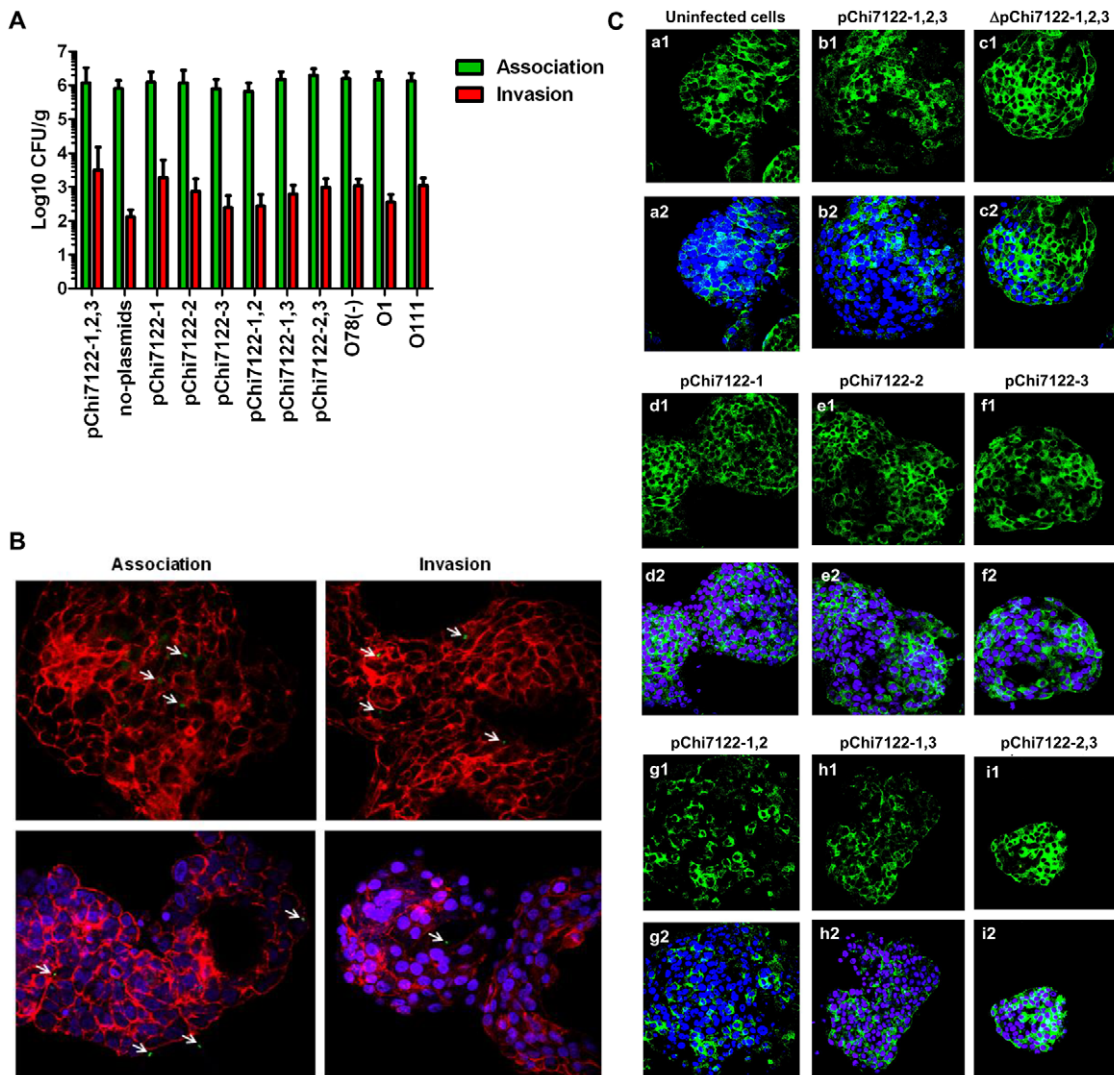 A
7
6
5
4
3
2
1
0
Log10 CFU/g
Association
Invasion
pChi7122-1,2,3
no-plasmids
pChi7122-1
pChi7122-2
pChi7122-3
pChi7122-1,2
pChi7122-1,3
pChi7122-2,3
O78(-)
O1
O111
B
Association Invasion
C
Uninfected cells pChi7122-1,2,3 ΔpChi7122-1,2,3
a1 b1 c1
a2 b2 c2
pChi7122-1 pChi7122-2 pChi7122-3
d1 e1 f1
d2 e2 f2
pChi7122-1,2 pChi7122-1,3 pChi7122-2,3
g1 h1 i1
g2 h2 i2